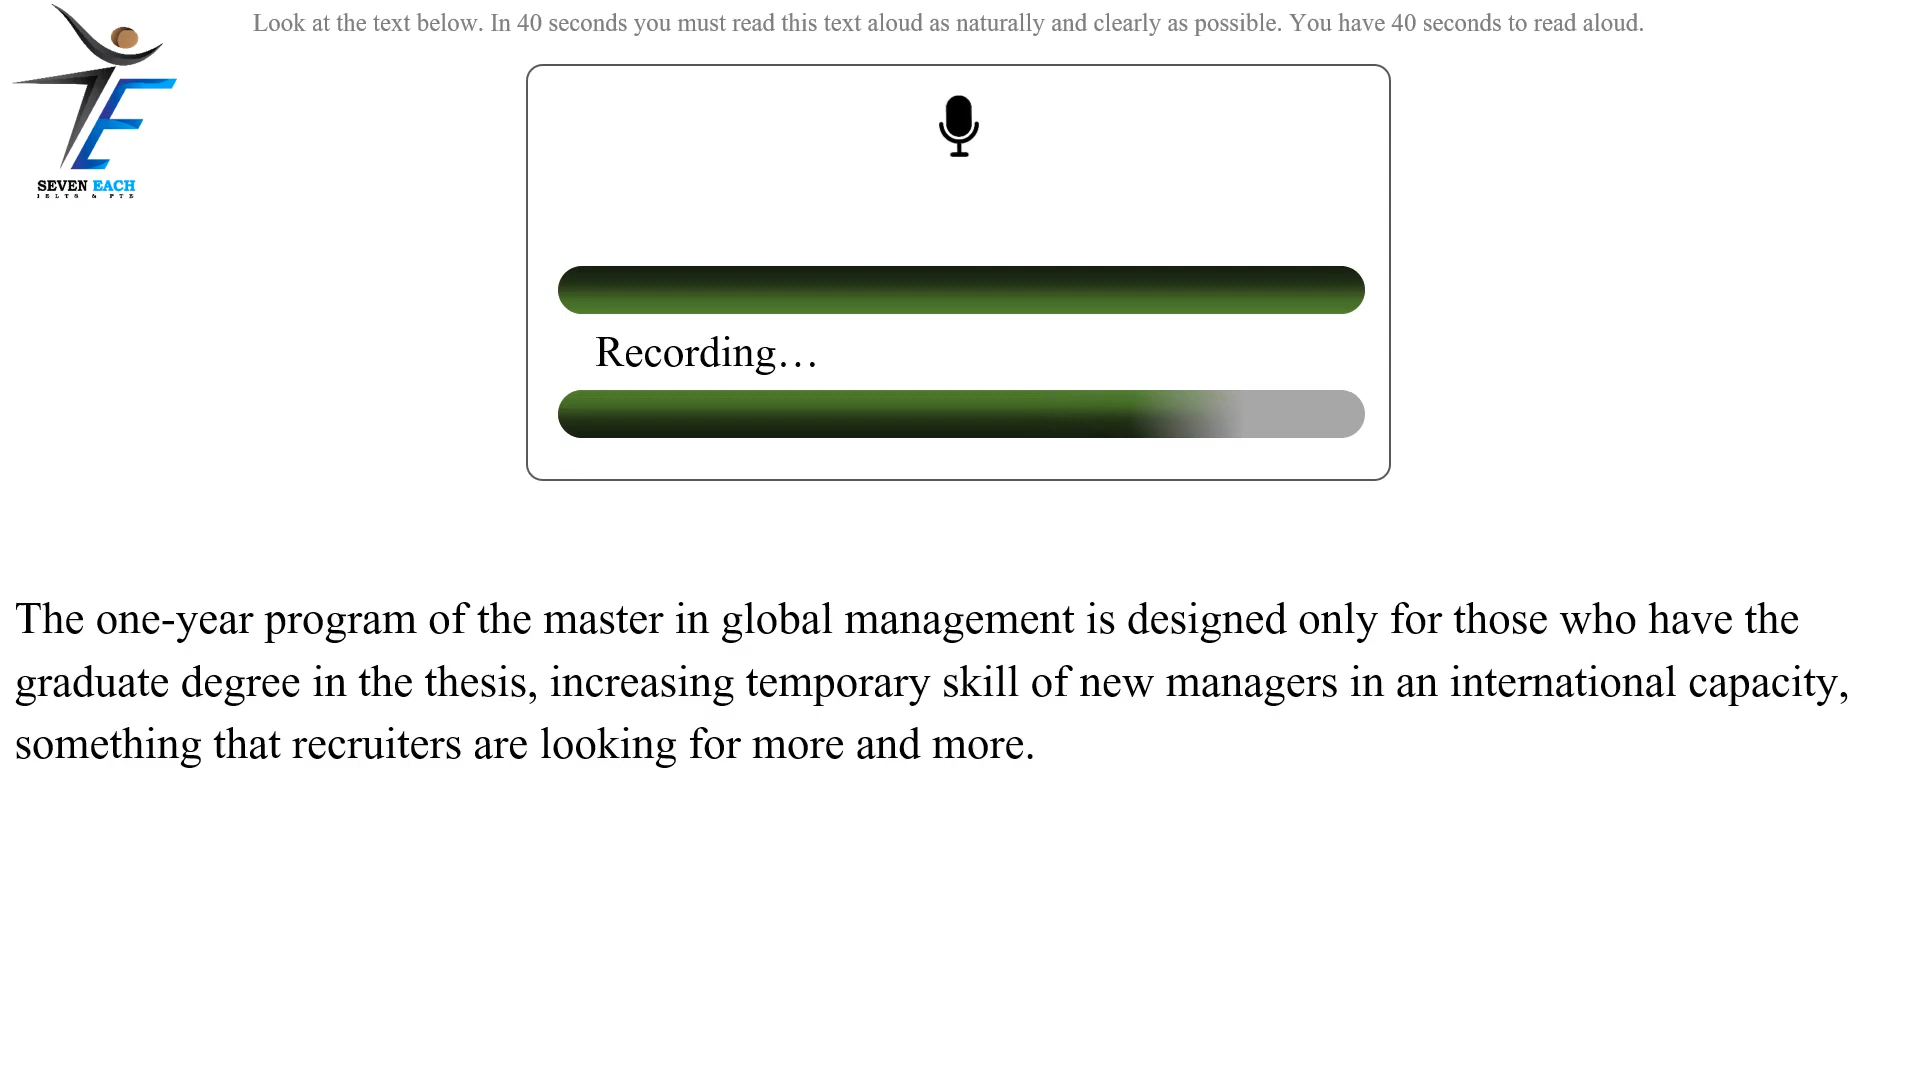 Look at the text below. In 40 seconds you must read this text aloud as naturally and clearly as possible. You have 40 seconds to read aloud.
SEVEN EACH
IELTS & PTE
Recording…
The one-year program of the master in global management is designed only for those who have the
graduate degree in the thesis, increasing temporary skill of new managers in an international capacity,
something that recruiters are looking for more and more.